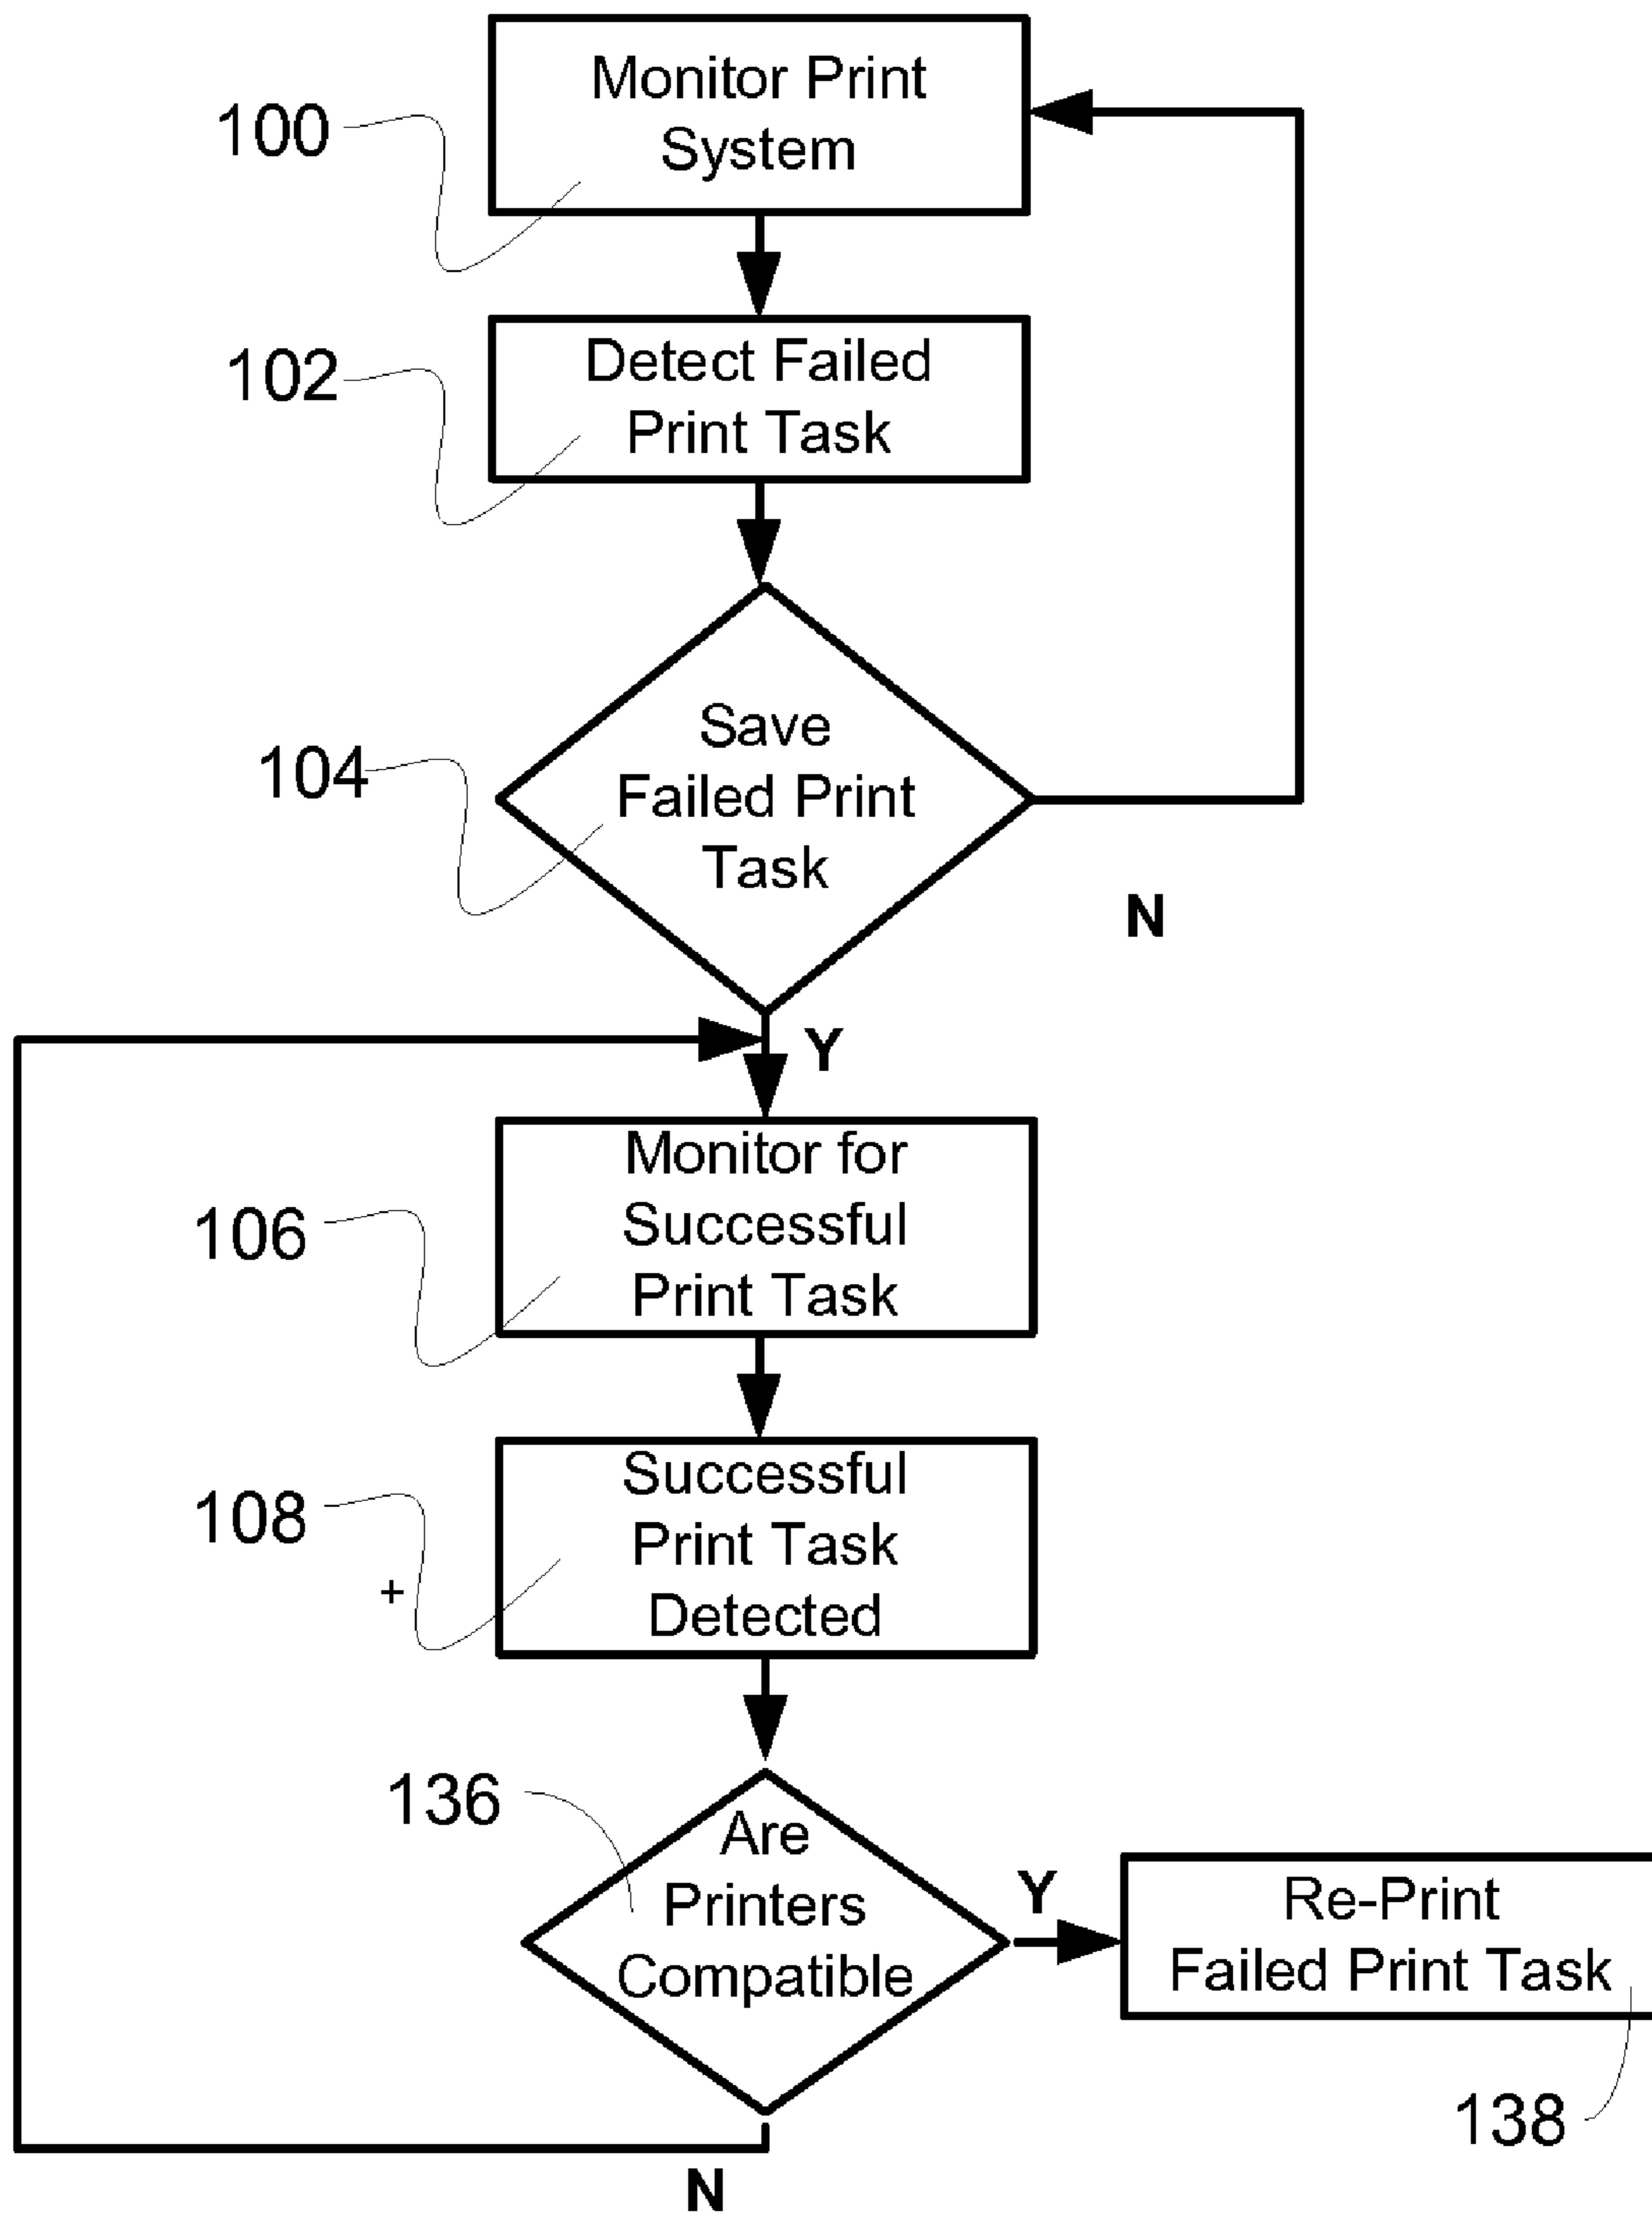 Monitor Print
System
100
Detect Failed
Print Task
102
Save
Failed Print
Task
104
N
Y
Monitor for
Successful
Print Task
106
Successful
Print Task
Detected
108
+
136
Are
Printers
Compatible
Y
Re-Print
Failed Print Task
138
N